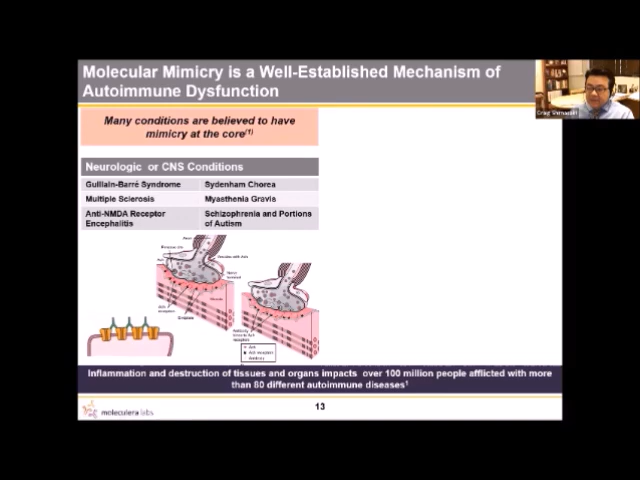 Molecular Mimicry is a Well-Established Mechanism of
Autoimmune Dysfunction
Many conditions are believed to have
mimicry at the core(1)
Neurologic or CNS Conditions
Guillain-Barré Syndrome
Sydenham Chorea
Multiple Sclerosis
Myasthenia Gravis
Anti-NMDA Receptor
Encephalitis
Schizophrenia and Portions
of Autism
Inflammation and destruction of tissues and organs impacts over 100 million people afflicted with more
than 80 different autoimmune diseases1
moleculera labs
13